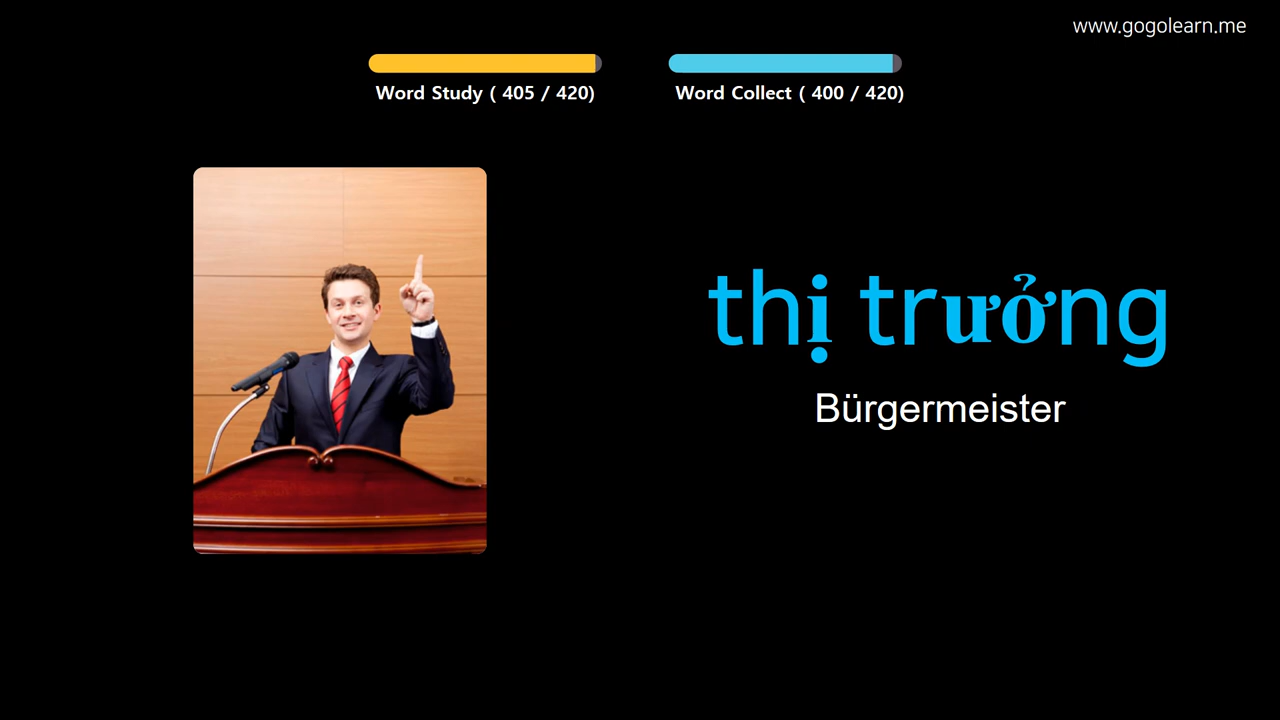 www.gogolearn.me
Word Study ( 405 / 420)
Word Collect ( 400 / 420)
thị trưởng
Bürgermeister